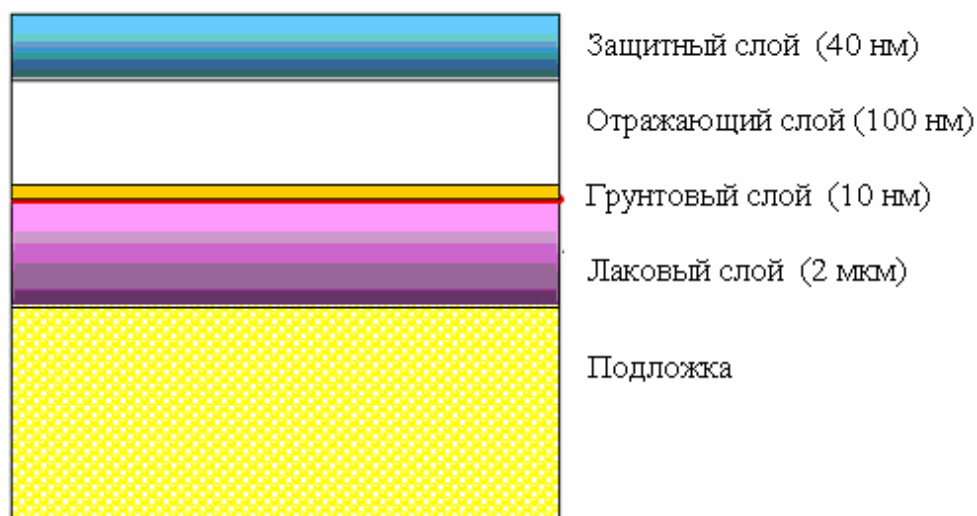 Защитный слой (40 нм)
Отражающий слой (100 нм)
Грунтовый слой (10 нм)
Лаковый слой (2 мкм)
Подложка